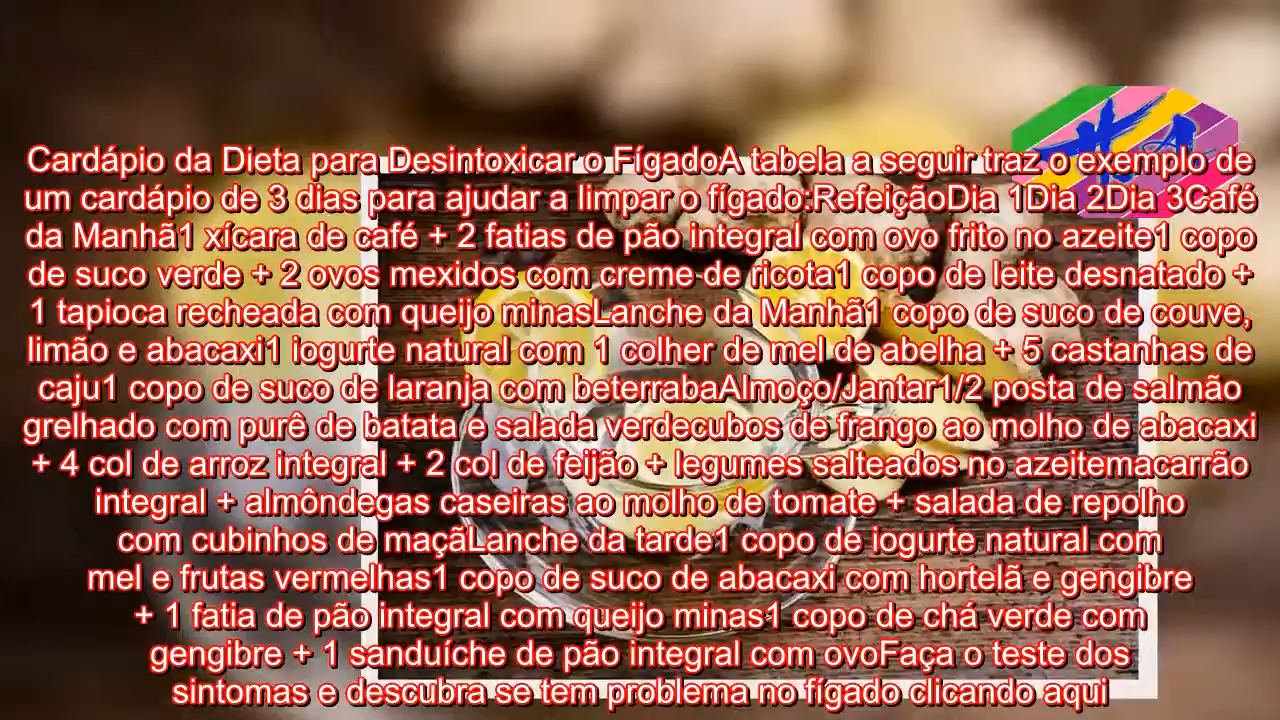 Cardápio da Dieta para Desintoxicar o FígadoA tabela a seguir traz o exemplo de
um cardápio de 3 dias para ajudar a limpar o fígado:RefeiçãoDia 1Dia 2Dia 3Café
da Manhã1 xícara de café + 2 fatias de pão integral com ovo frito no azeite1 copo
de suco verde + 2 ovos mexidos com creme de ricota1 copo de leite desnatado +
1 tapioca recheada com queijo minasLanche da Manhã1 copo de suco de couve,
limão e abacaxi1 iogurte natural com 1 colher de mel de abelha + 5 castanhas de
caju1 copo de suco de laranja com beterrabaAlmoço/Jantar1/2 posta de salmão
grelhado com purê de batata e salada verdecubos de frango ao molho de abacaxi
+ 4 col de arroz integral + 2 col de feijão + legumes salteados no azeitemacarrão
integral + almôndegas caseiras ao molho de tomate + salada de repolho
com cubinhos de maçãLanche da tarde1 copo de iogurte natural com
mel e frutas vermelhas1 copo de suco de abacaxi com hortelã e gengibre
+ 1 fatia de pão integral com queijo minas1 copo de chá verde com
gengibre + 1 sanduíche de pão integral com ovoFaça o teste dos
sintomas e descubra se tem problema no fígado clicando aqui